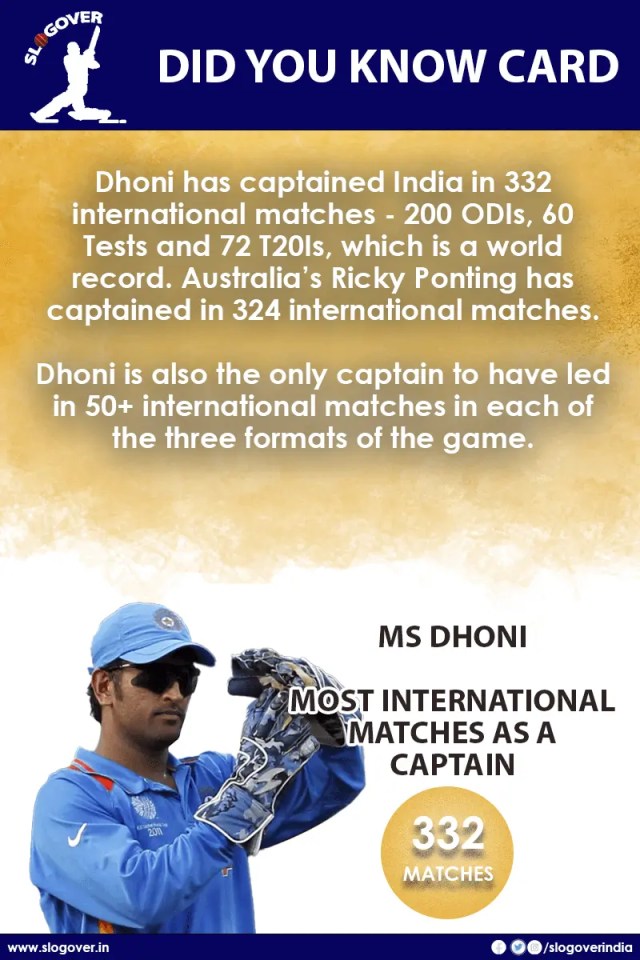 SLOGOVER
DID YOU KNOW CARD
Dhoni has captained India in 332
international matches - 200 ODIs, 60
Tests and 72 T20Is, which is a world
record. Australia's Ricky Ponting has
captained in 324 international matches.
Dhoni is also the only captain to have led
in 50+ international matches in each of
the three formats of the game.
MS DHONI
MOST INTERNATIONAL
MATCHES AS A
CAPTAIN
332
MATCHES
2011
www.slogover.in
/slogoverindia